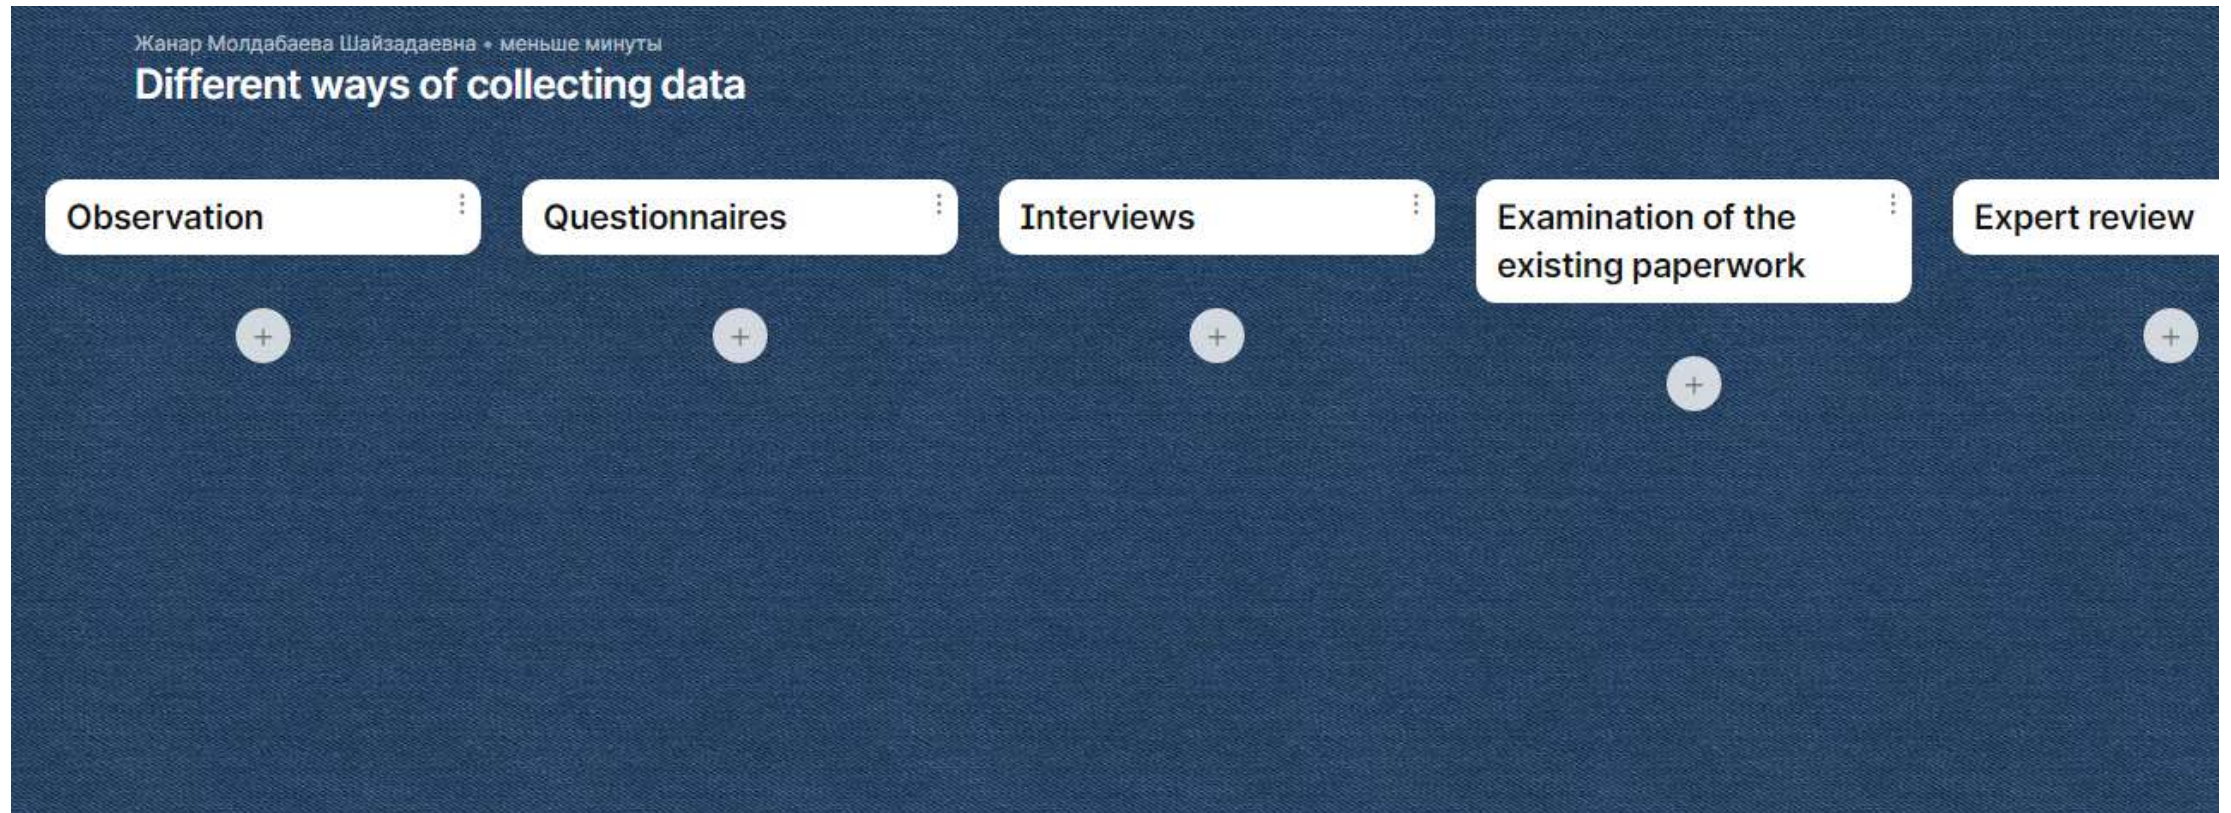 Жанар Молдабаева Шайзадаевна • меньше минуты
Different ways of collecting data
Observation
Questionnaires
Interviews
Examination of the
existing paperwork
Expert review